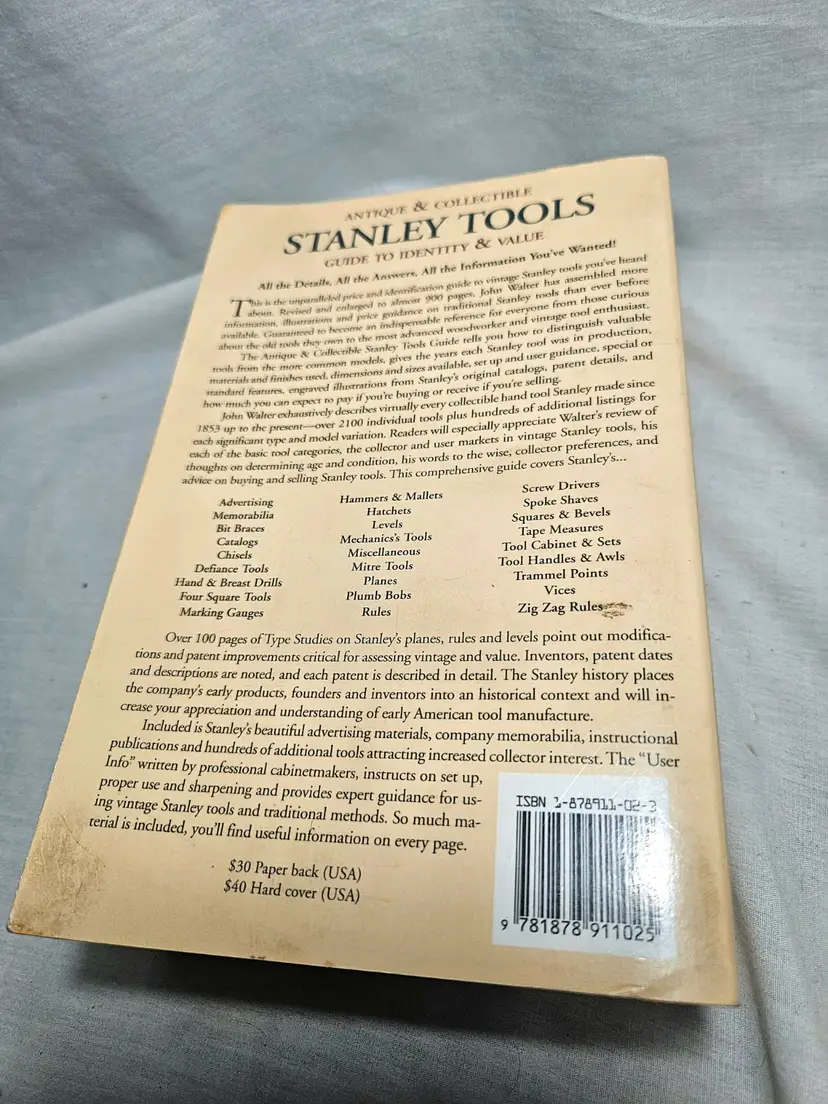 ANTIQUE & COLLECTIBLE
STANLEY TOOLS
GUIDE TO IDENTITY & VALUE
All the Details, All the Answers, All the Information You've Wanted!
This is the unparalleled price and identification guide to vintage Stanley tools you've heard
about. Revised and enlarged to almost 900 pages, John Walter has assembled more
information, illustrations and price guidance on traditional Stanley tools than ever before
available. Guaranteed to become an indispensable reference for everyone from those curious
about the old tools they own to the most advanced woodworker and vintage tool enthusiast.
The Antique & Collectible Stanley Tools Guide tells you how to distinguish valuable
tools from the more common models, gives the years each Stanley tool was in production,
materials and finishes used, dimensions and sizes available, set up and user guidance, special or
standard features, engraved illustrations from Stanley's original catalogs, patent details, and
how much you can expect to pay if you're buying or receive if you're selling.
John Walter exhaustively describes virtually every collectible hand tool Stanley made since
1853 up to the present—over 2100 individual tools plus hundreds of additional listings for
each significant type and model variation. Readers will especially appreciate Walter's review of
each of the basic tool categories, the collector and user markets in vintage Stanley tools, his
thoughts on determining age and condition, his words to the wise, collector preferences, and
advice on buying and selling Stanley tools. This comprehensive guide covers Stanley's...
Advertising
Memorabilia
Bit Braces
Catalogs
Chisels
Defiance Tools
Hand & Breast Drills
Four Square Tools
Marking Gauges
Hammers & Mallets
Hatchets
Levels
Mechanic's Tools
Miscellaneous
Mitre Tools
Planes
Plumb Bobs
Rules
Screw Drivers
Spoke Shaves
Squares & Bevels
Tape Measures
Tool Cabinet & Sets
Tool Handles & Awls
Trammel Points
Vices
Zig Zag Rules
Over 100 pages of Type Studies on Stanley's planes, rules and levels point out modifica-
tions and patent improvements critical for assessing vintage and value. Inventors, patent dates
and descriptions are noted, and each patent is described in detail. The Stanley history places
the company's early products, founders and inventors into an historical context and will in-
crease your appreciation and understanding of early American tool manufacture.
Included is Stanley's beautiful advertising materials, company memorabilia, instructional
publications and hundreds of additional tools attracting increased collector interest. The “User
Info” written by professional cabinetmakers, instructs on set up,
proper use and sharpening and provides expert guidance for us-
ing vintage Stanley tools and traditional methods. So much ma-
terial is included, you'll find useful information on every page.
$30 Paper back (USA)
$40 Hard cover (USA)
ISBN 1-878911-02-3
9 781878 911025